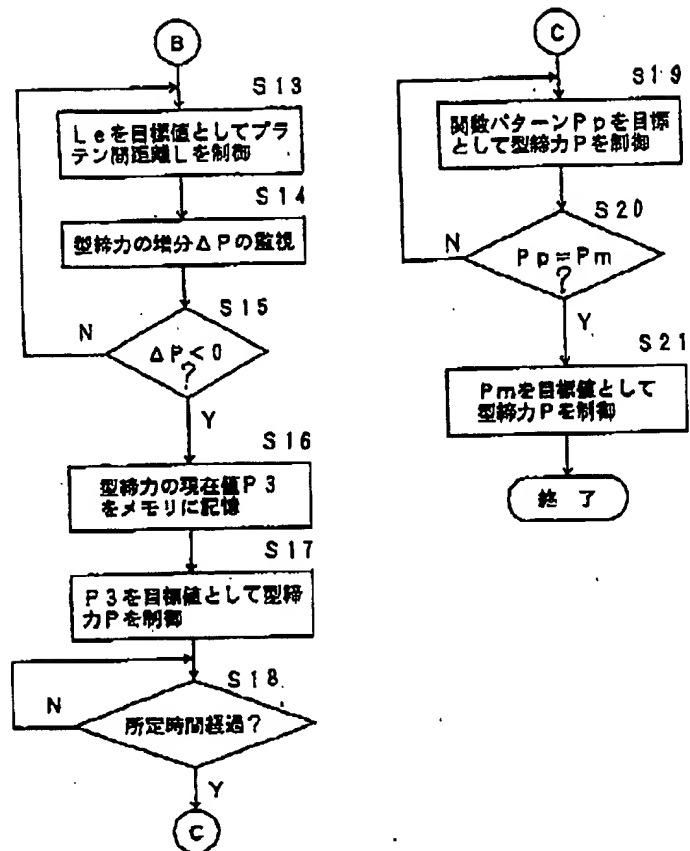 B
S13
Leを目標値としてプラ
テン間距離Lを制御
S14
型締力の増分ΔPの監視
S15
N
ΔP<0
?
Y
S16
型締力の現在値P3
をメモリに記憶
S17
P3を目標値として型締
力Pを制御
S18
N
所定時間経過?
Y
C
C
S19
関数パターンPpを目標
として型締力Pを制御
S20
N
Pp=Pm
?
Y
S21
Pmを目標値として
型締力Pを制御
終了